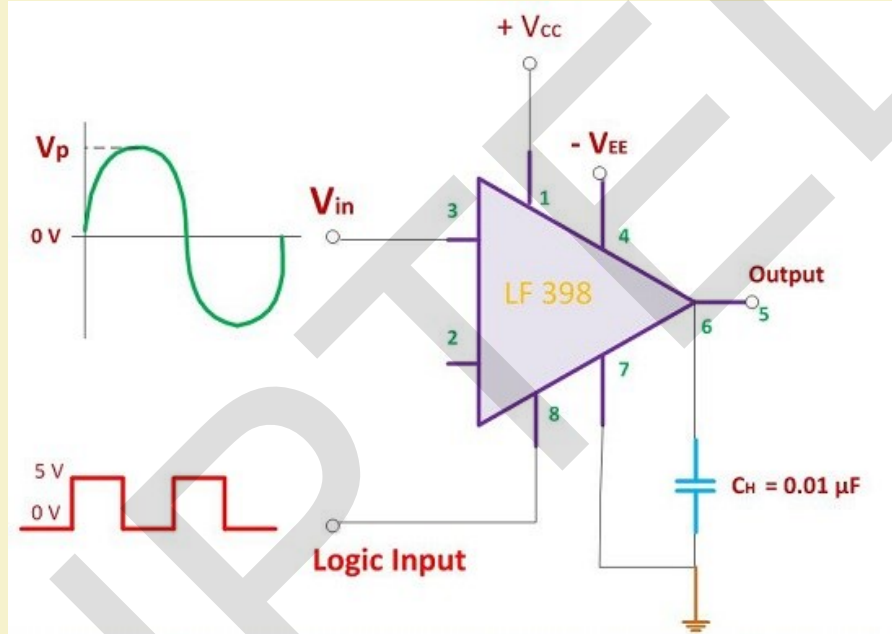 + Vcc
- VEE
Vp
Vin
0 V
3
1
4
LF 398
Output
5
6
2
7
8
5 V
0 V
CH = 0.01 µF
Logic Input
NPTEL